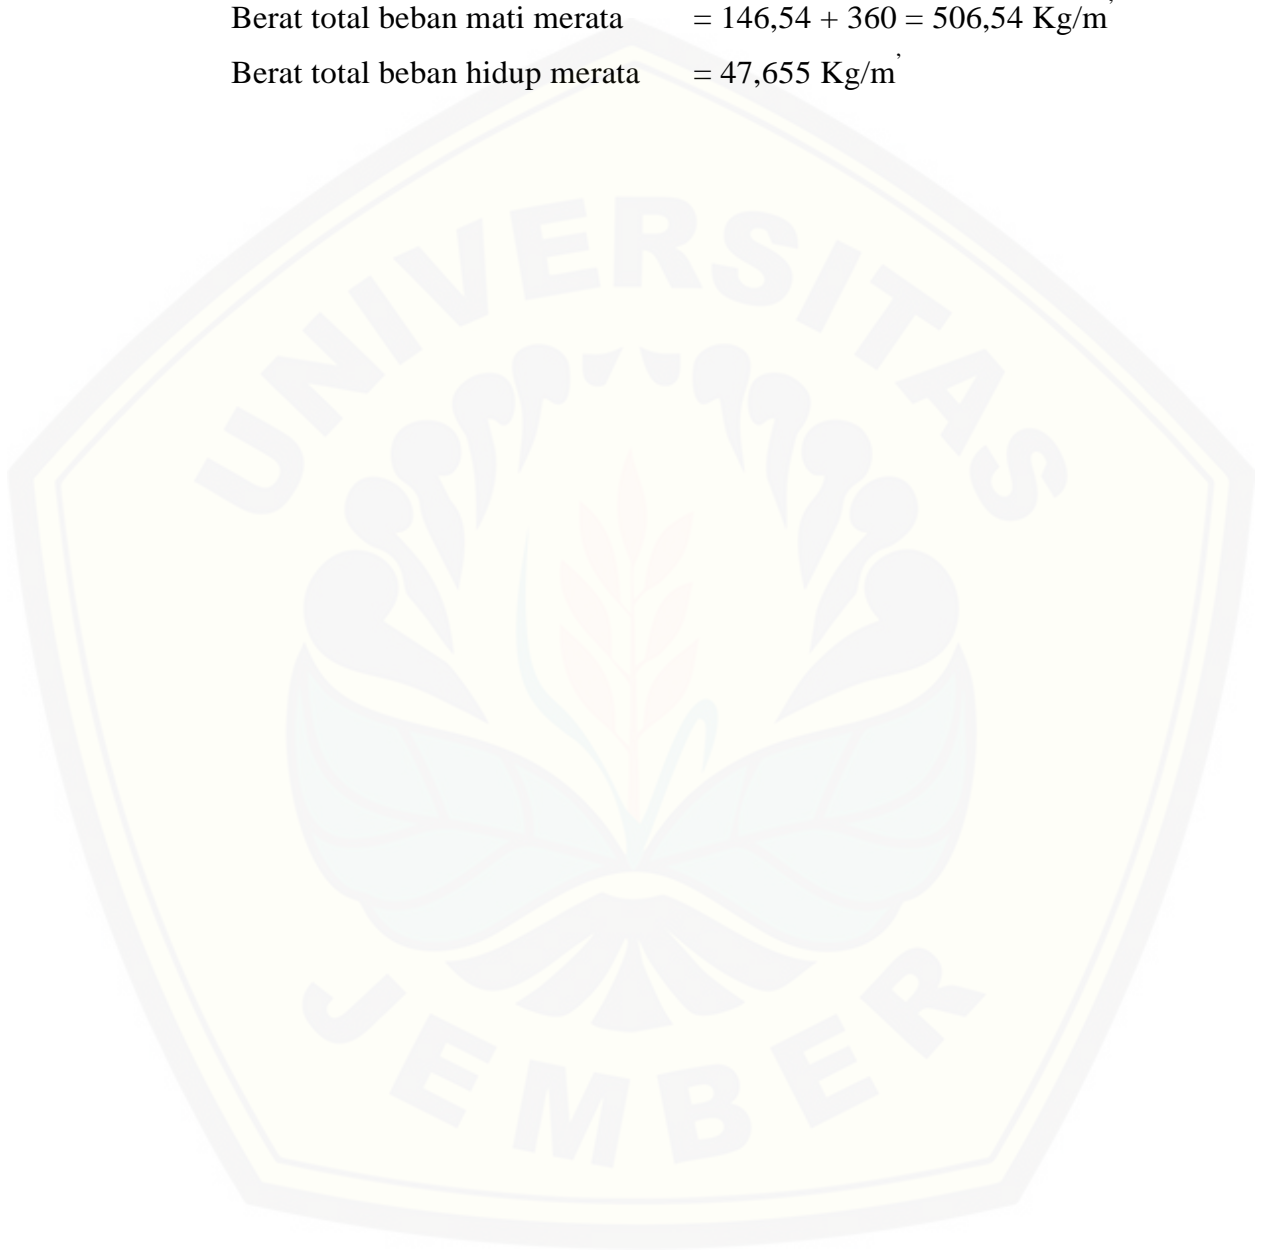 Berat total beban mati merata = 146,54 + 360 = 506,54 Kg/m’
Berat total beban hidup merata = 47,655 Kg/m’
UNIVERSITAS
JEMBER